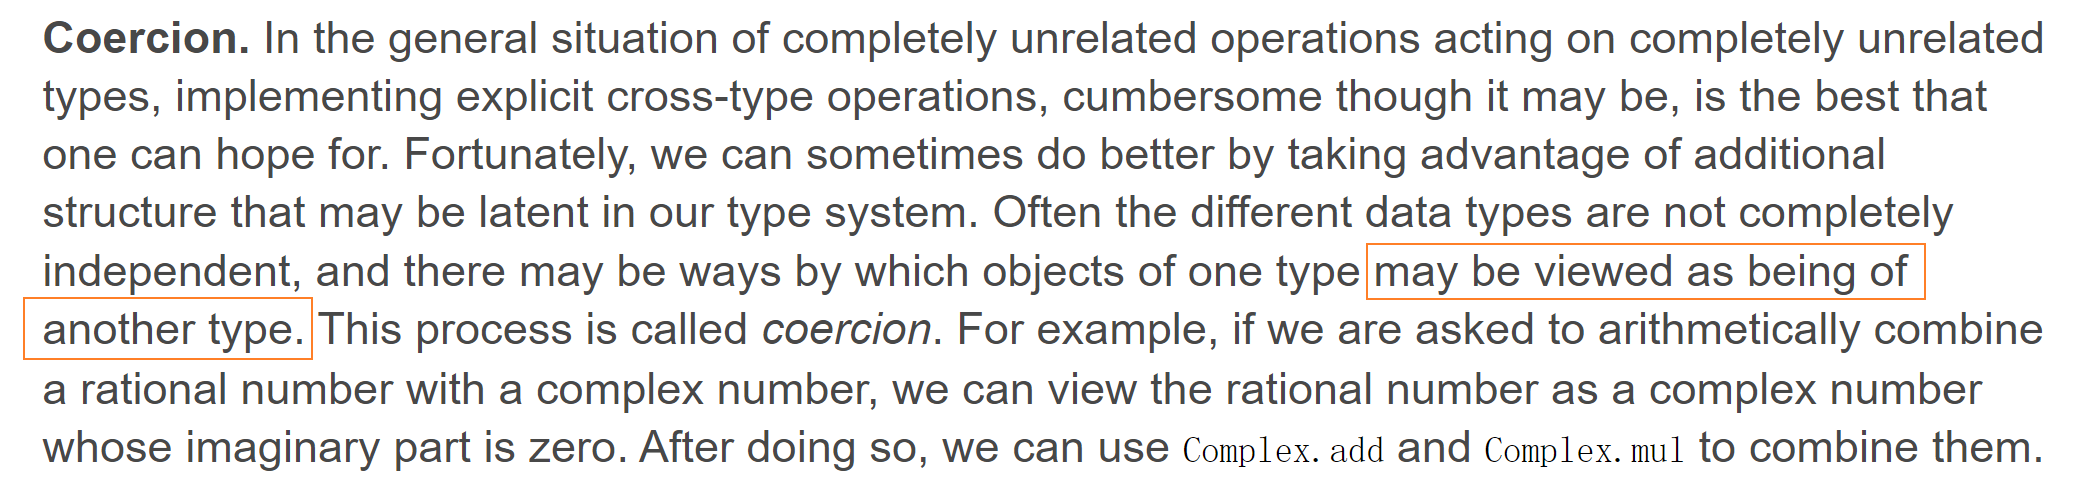 Coercion. In the general situation of completely unrelated operations acting on completely unrelated
types, implementing explicit cross-type operations, cumbersome though it may be, is the best that
one can hope for. Fortunately, we can sometimes do better by taking advantage of additional
structure that may be latent in our type system. Often the different data types are not completely
independent, and there may be ways by which objects of one type may be viewed as being of
another type. This process is called coercion. For example, if we are asked to arithmetically combine
a rational number with a complex number, we can view the rational number as a complex number
whose imaginary part is zero. After doing so, we can use Complex.add and Complex.mul to combine them.